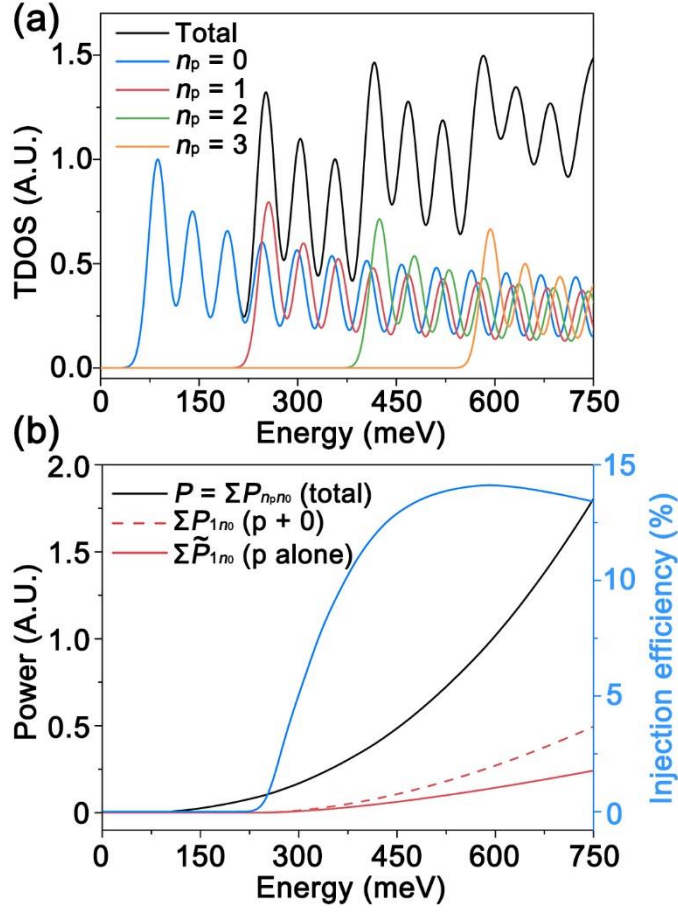 (a)
Total
nₚ = 0
nₚ = 1
nₚ = 2
nₚ = 3
TDOS (A.U.)
1.5
1.0
0.5
0.0
0 150 300 450 600 750
Energy (meV)
(b)
P = ΣPₙₚₙ₀ (total)
ΣP₁ₙ₀ (p + 0)
ΣP̃₁ₙ₀ (p alone)
Power (A.U.)
2.0
1.5
1.0
0.5
0
Injection efficiency (%)
15
10
5
0
0 150 300 450 600 750
Energy (meV)